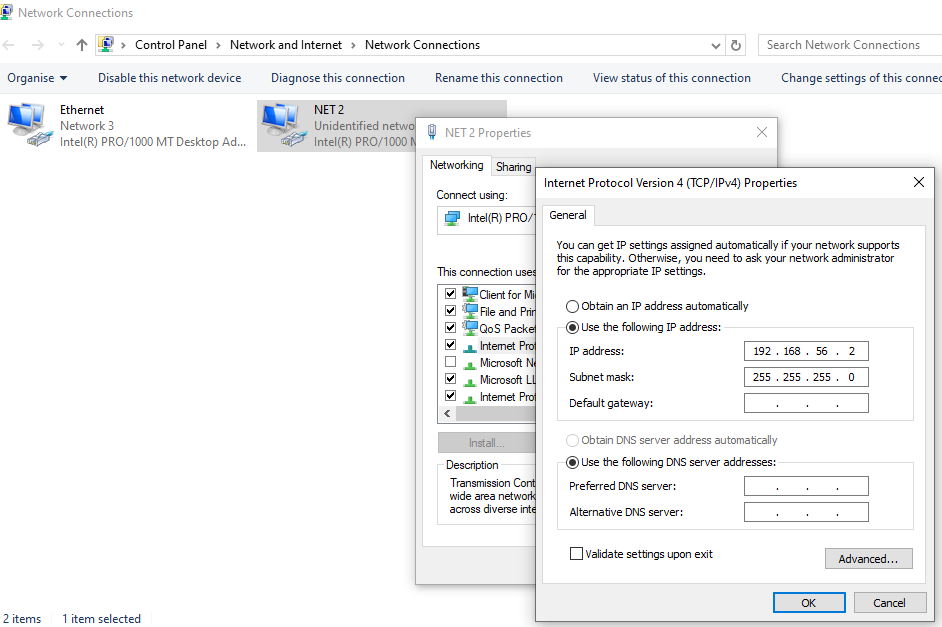 Network Connections
Control Panel > Network and Internet > Network Connections
Search Network Connections
Organise
Disable this network device
Diagnose this connection
Rename this connection
View status of this connection
Change settings of this connec
Ethernet
Network 3
Intel(R) PRO/1000 MT Desktop Ad...
NET 2
Unidentified netwo
Intel(R) PRO/1000 M
NET 2 Properties
Networking
Sharing
Connect using:
Intel(R) PRO/1
This connection uses
Client for Mi
File and Prin
QoS Packet
Internet Prot
Microsoft Ne
Microsoft LL
Internet Prot
Install...
Description
Transmission Cont
wide area network
across diverse inte
Internet Protocol Version 4 (TCP/IPv4) Properties
General
You can get IP settings assigned automatically if your network supports
this capability. Otherwise, you need to ask your network administrator
for the appropriate IP settings.
Obtain an IP address automatically
Use the following IP address:
IP address:
192 . 168 . 56 . 2
Subnet mask:
255 . 255 . 255 . 0
Default gateway:
. . .
Obtain DNS server address automatically
Use the following DNS server addresses:
Preferred DNS server:
. . .
Alternative DNS server:
. . .
Validate settings upon exit
Advanced...
OK
Cancel
2 items
1 item selected